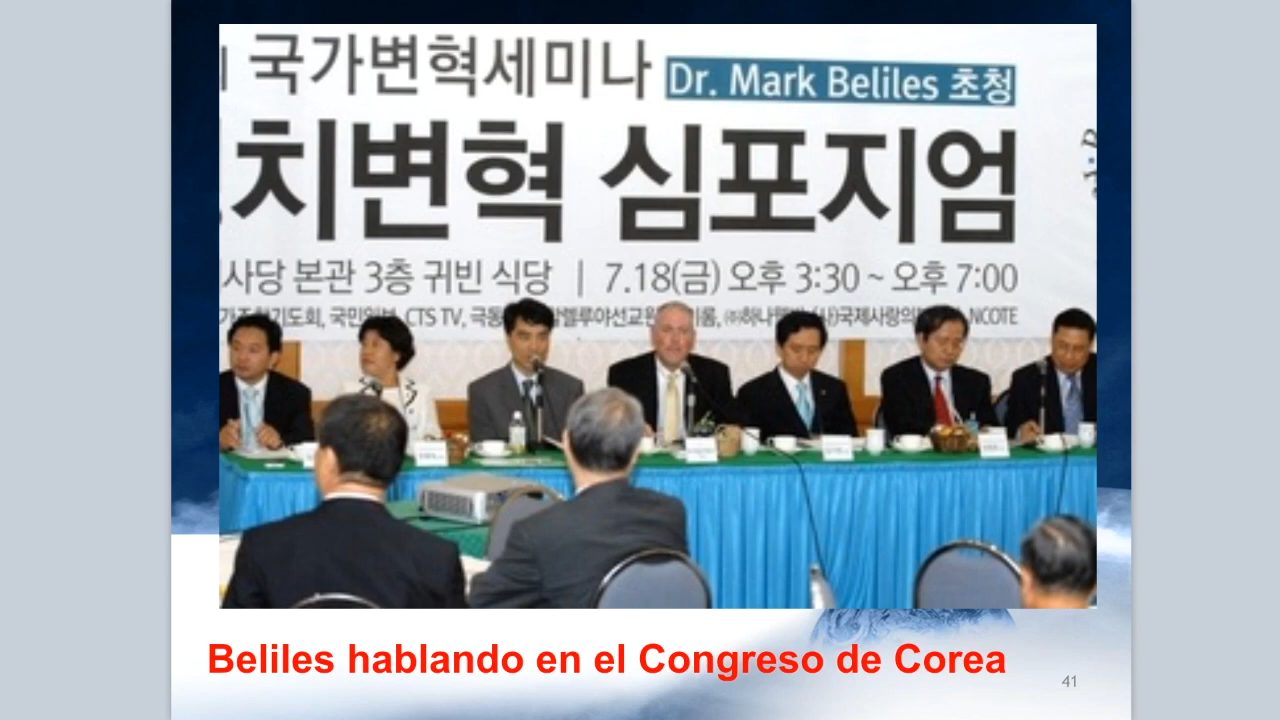 국가변혁세미나 Dr. Mark Beliles 초청
치변혁 심포지엄
사당 본관 3층 귀빈 식당 | 7.18(금) 오후 3:30 ~ 오후 7:00
국민일보, CTS TV, NCOTE
Beliles hablando en el Congreso de Corea
41